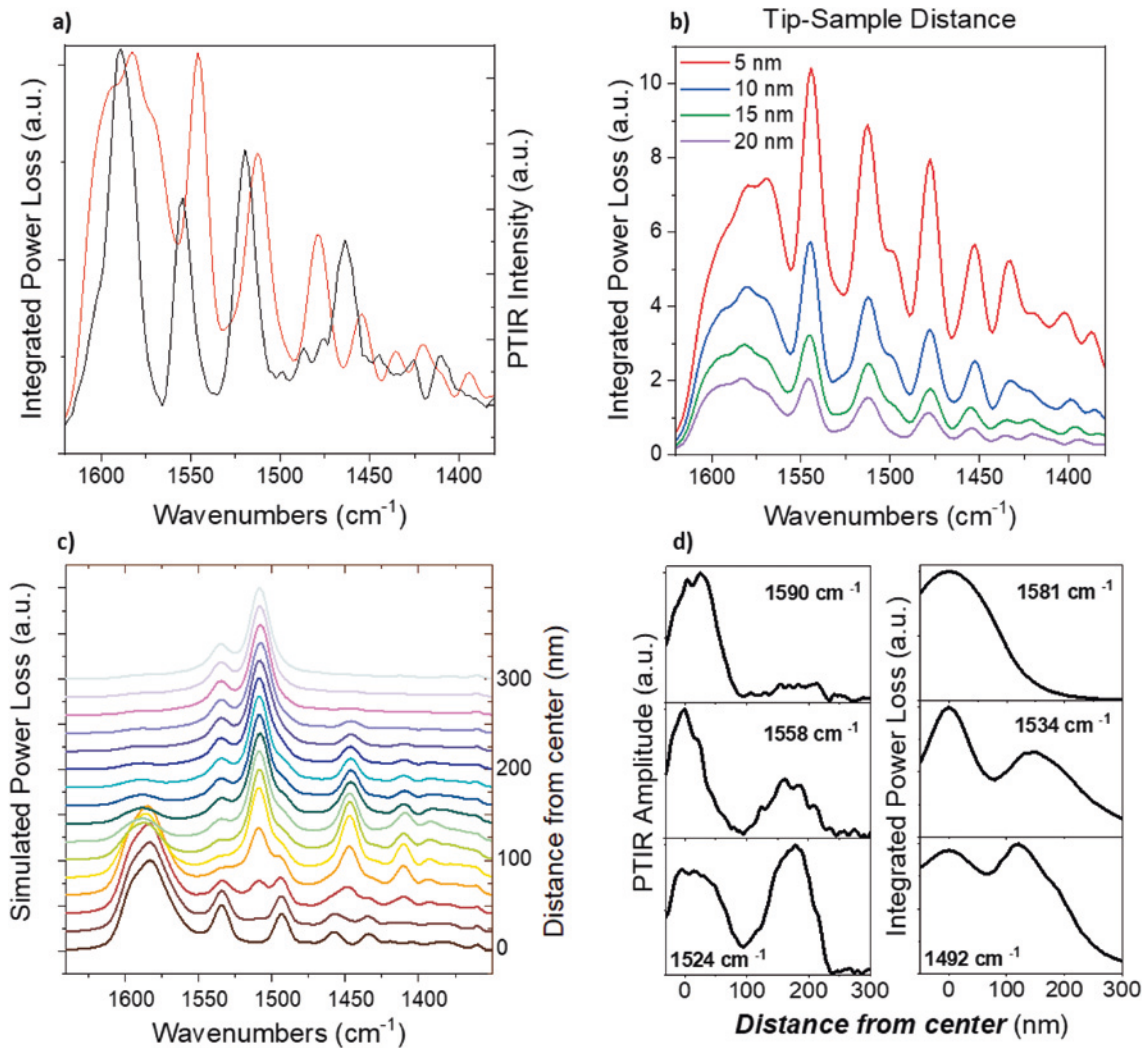 a)
Integrated Power Loss (a.u.)
PTIR Intensity (a.u.)
1600 1550 1500 1450 1400
Wavenumbers (cm-1)
b)
Tip-Sample Distance
5 nm
10 nm
15 nm
20 nm
Integrated Power Loss (a.u.)
10
8
6
4
2
0
1600 1550 1500 1450 1400
Wavenumbers (cm-1)
c)
Simulated Power Loss (a.u.)
300
200
100
0
Distance from center (nm)
1600 1550 1500 1450 1400
Wavenumbers (cm-1)
d)
PTIR Amplitude (a.u.)
1590 cm -1
1558 cm -1
1524 cm -1
0 100 200 300
Integrated Power Loss (a.u.)
1581 cm -1
1534 cm -1
1492 cm -1
0 100 200 300
Distance from center (nm)